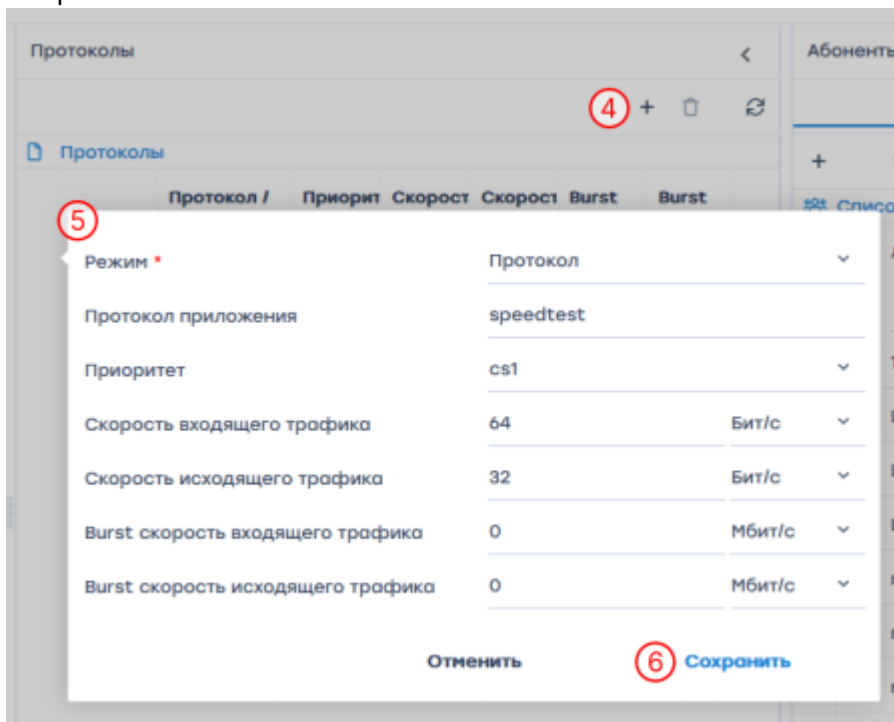 Протоколы < Абоненты
4 +
Протоколы +
Протокол / Приорит Скорост Скорост Burst Burst
5
Режим * Протокол
Протокол приложения speedtest
Приоритет cs1
Скорость входящего трафика 64 Бит/с
Скорость исходящего трафика 32 Бит/с
Burst скорость входящего трафика 0 Мбит/с
Burst скорость исходящего трафика 0 Мбит/с
Отменить 6 Сохранить